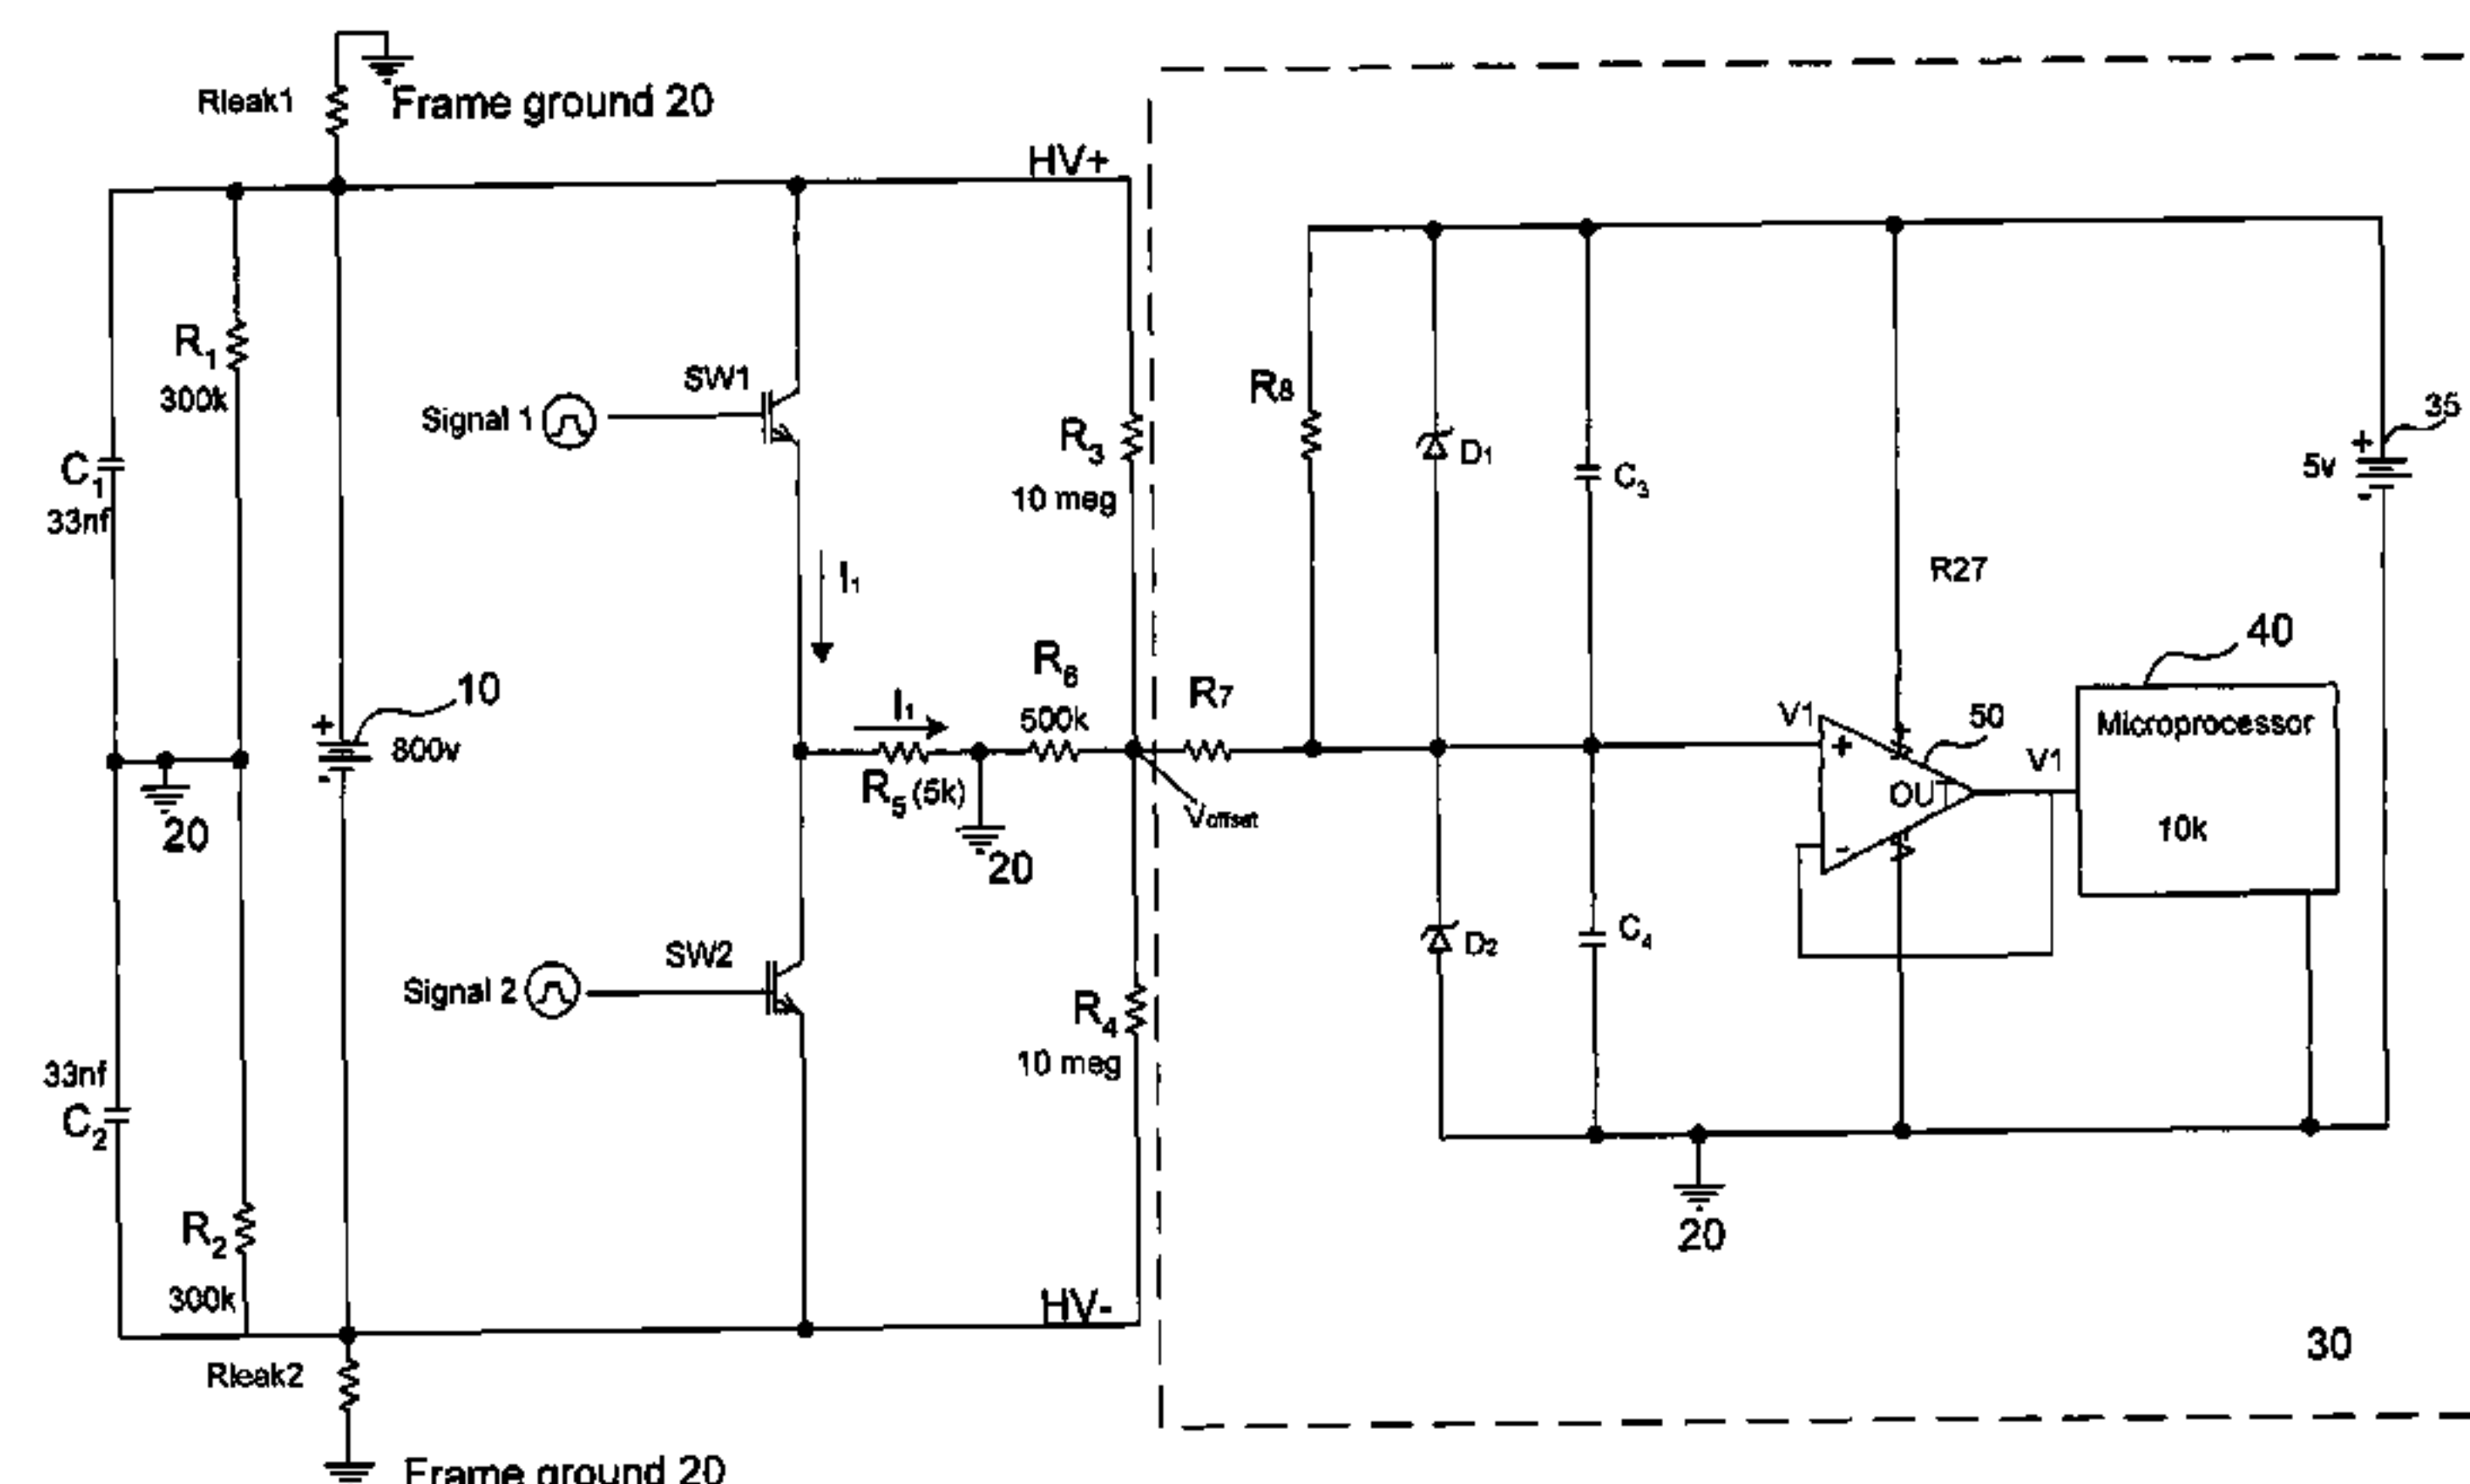 Rleak1
Frame ground 20
HV+
R1
300k
SW1
Signal 1
R3
10 meg
R8
D1
C3
35
+
5v
-
C1
33nf
I1
R27
40
10
+
800v
-
R6
500k
I1
R7
V1
+
+
50
V1
Microprocessor
OUT
-
10k
R5 (5k)
Voffset
20
20
SW2
Signal 2
R4
10 meg
D2
C4
33nf
C2
R2
300k
HV-
20
30
Rleak2
Frame ground 20